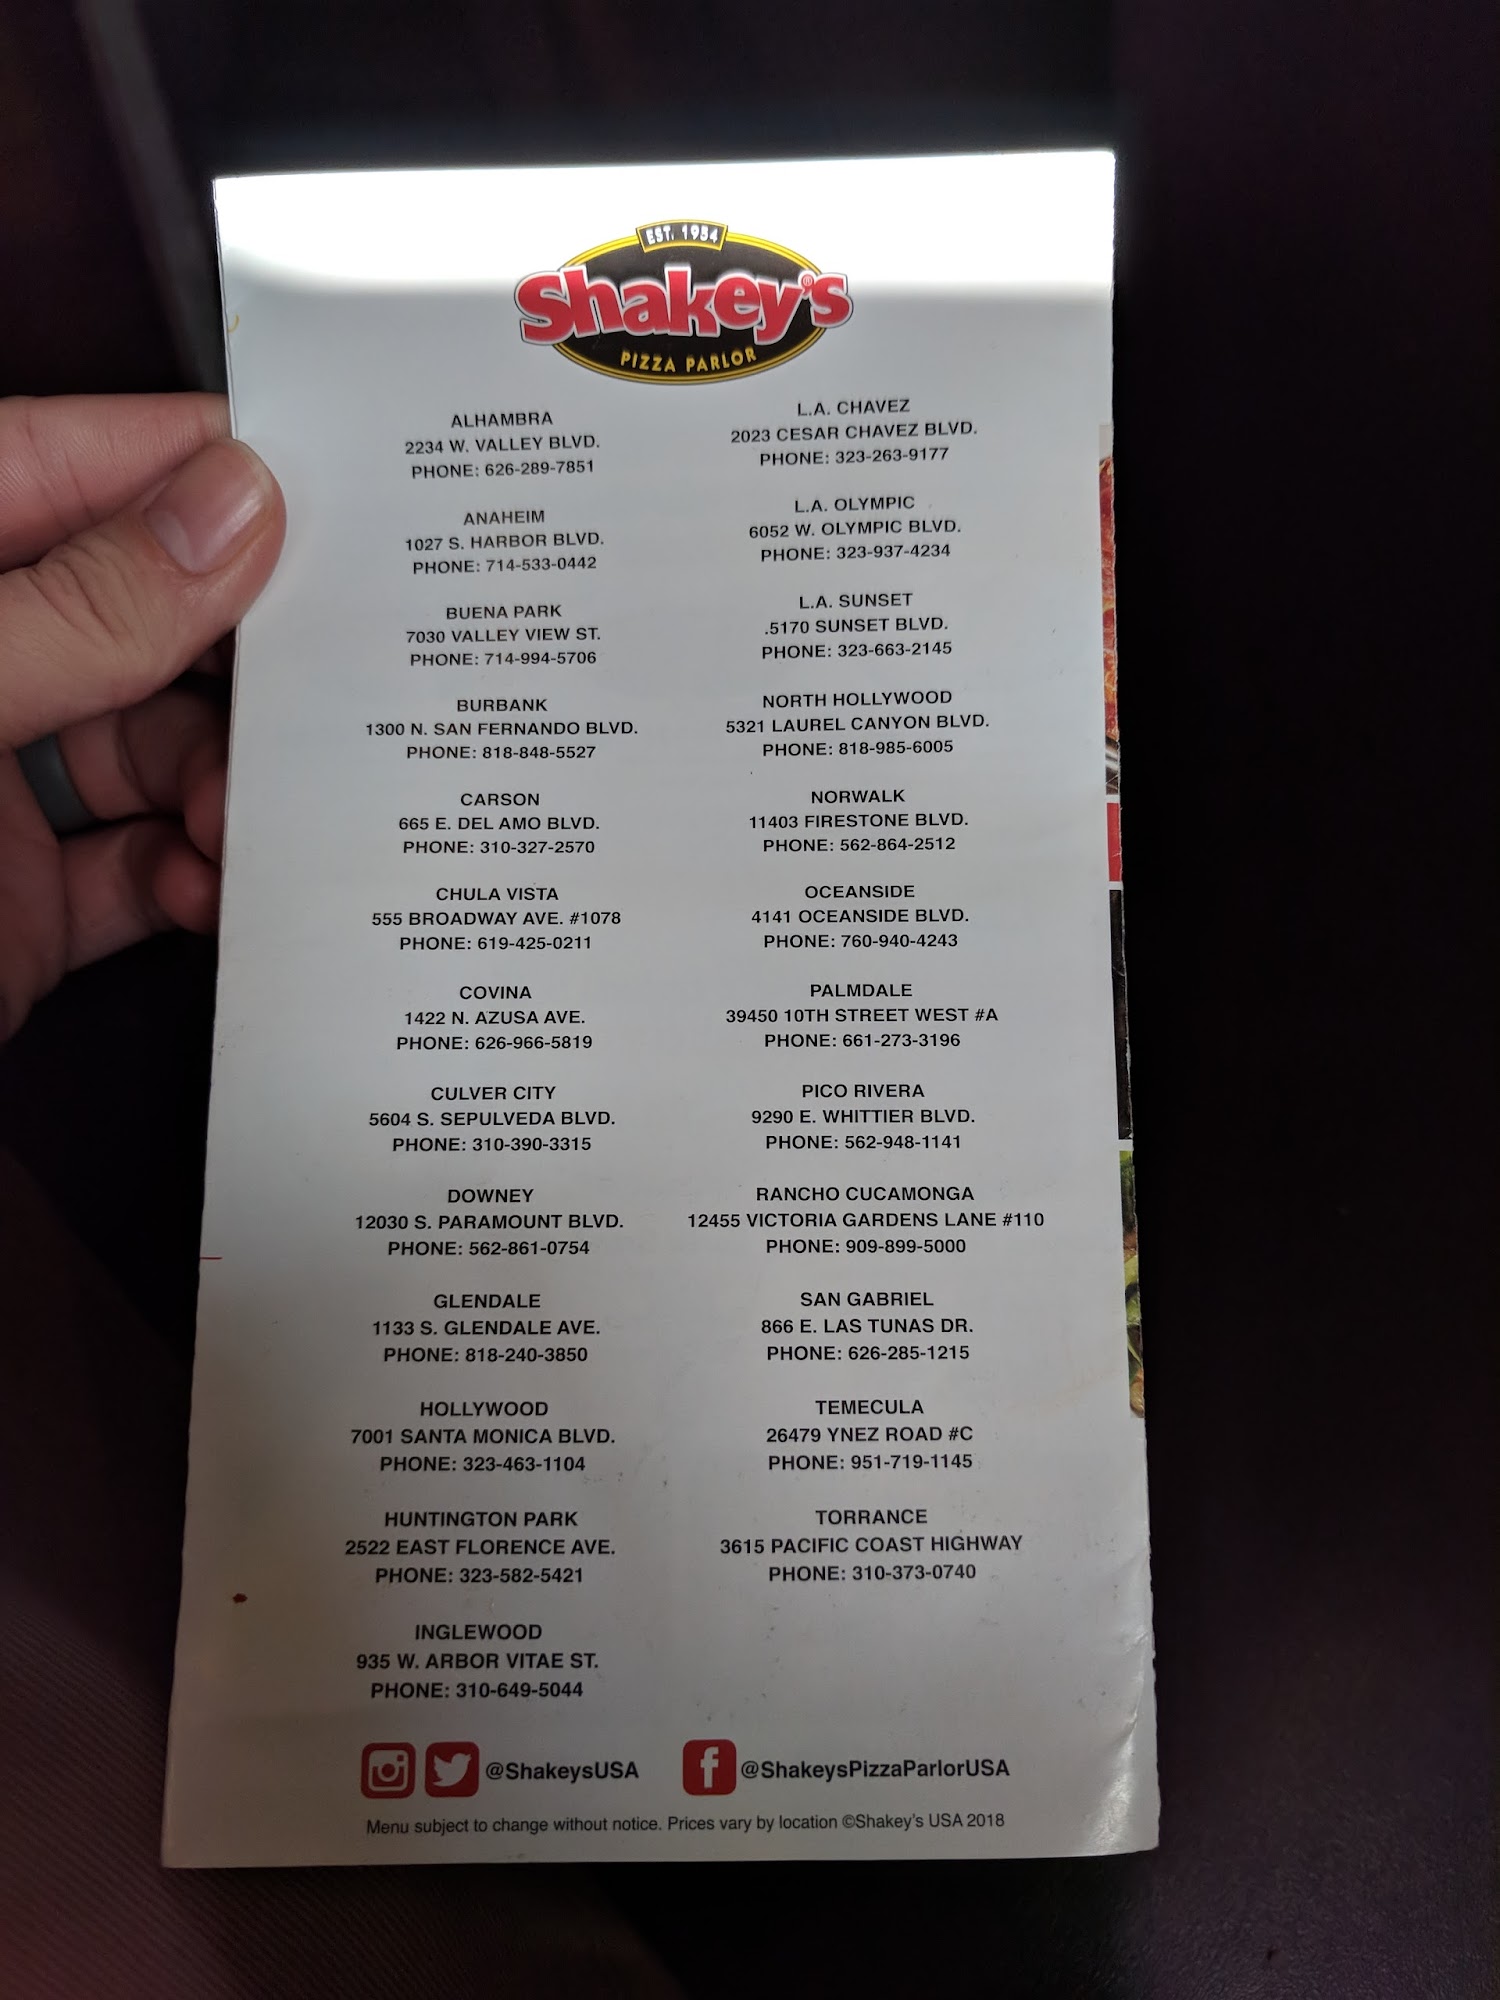 EST. 1954
Shakey's®
PIZZA PARLOR
ALHAMBRA
2234 W. VALLEY BLVD.
PHONE: 626-289-7851
ANAHEIM
1027 S. HARBOR BLVD.
PHONE: 714-533-0442
BUENA PARK
7030 VALLEY VIEW ST.
PHONE: 714-994-5706
BURBANK
1300 N. SAN FERNANDO BLVD.
PHONE: 818-848-5527
CARSON
665 E. DEL AMO BLVD.
PHONE: 310-327-2570
CHULA VISTA
555 BROADWAY AVE. #1078
PHONE: 619-425-0211
COVINA
1422 N. AZUSA AVE.
PHONE: 626-966-5819
CULVER CITY
5604 S. SEPULVEDA BLVD.
PHONE: 310-390-3315
DOWNEY
12030 S. PARAMOUNT BLVD.
PHONE: 562-861-0754
GLENDALE
1133 S. GLENDALE AVE.
PHONE: 818-240-3850
HOLLYWOOD
7001 SANTA MONICA BLVD.
PHONE: 323-463-1104
HUNTINGTON PARK
2522 EAST FLORENCE AVE.
PHONE: 323-582-5421
INGLEWOOD
935 W. ARBOR VITAE ST.
PHONE: 310-649-5044
L.A. CHAVEZ
2023 CESAR CHAVEZ BLVD.
PHONE: 323-263-9177
L.A. OLYMPIC
6052 W. OLYMPIC BLVD.
PHONE: 323-937-4234
L.A. SUNSET
.5170 SUNSET BLVD.
PHONE: 323-663-2145
NORTH HOLLYWOOD
5321 LAUREL CANYON BLVD.
PHONE: 818-985-6005
NORWALK
11403 FIRESTONE BLVD.
PHONE: 562-864-2512
OCEANSIDE
4141 OCEANSIDE BLVD.
PHONE: 760-940-4243
PALMDALE
39450 10TH STREET WEST #A
PHONE: 661-273-3196
PICO RIVERA
9290 E. WHITTIER BLVD.
PHONE: 562-948-1141
RANCHO CUCAMONGA
12455 VICTORIA GARDENS LANE #110
PHONE: 909-899-5000
SAN GABRIEL
866 E. LAS TUNAS DR.
PHONE: 626-285-1215
TEMECULA
26479 YNEZ ROAD #C
PHONE: 951-719-1145
TORRANCE
3615 PACIFIC COAST HIGHWAY
PHONE: 310-373-0740
@ShakeysUSA
@ShakeysPizzaParlorUSA
Menu subject to change without notice. Prices vary by location ©Shakey's USA 2018